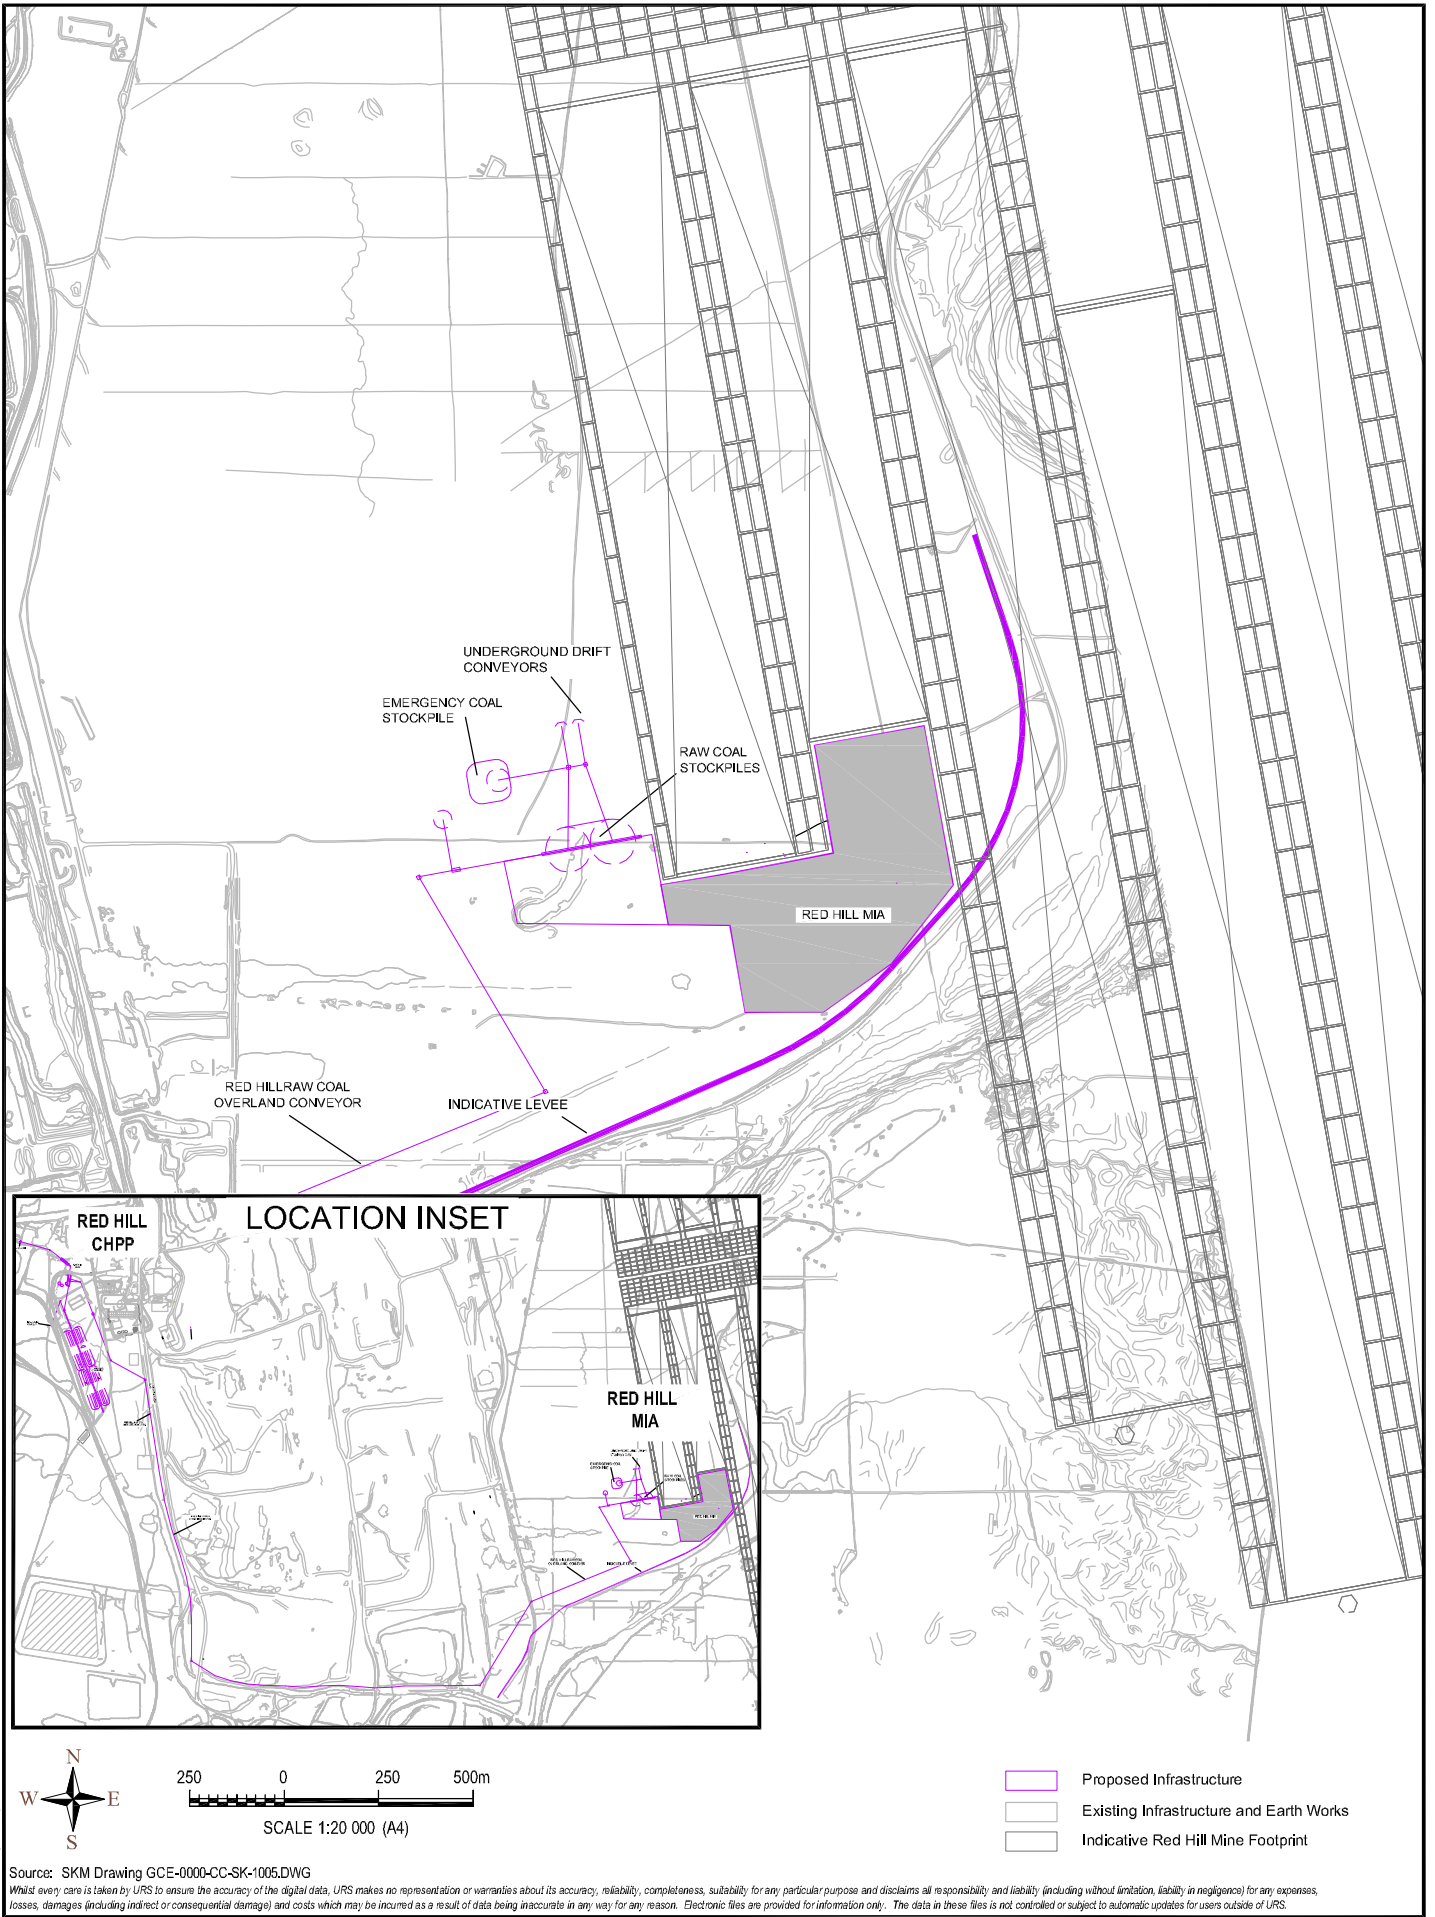 UNDERGROUND DRIFT
CONVEYORS
EMERGENCY COAL
STOCKPILE
RAW COAL
STOCKPILES
RED HILL MIA
RED HILLRAW COAL
OVERLAND CONVEYOR
INDICATIVE LEVEE
LOCATION INSET
RED HILL
CHPP
RED HILL
MIA
N
W E
S
250 0 250 500m
SCALE 1:20 000 (A4)
Proposed Infrastructure
Existing Infrastructure and Earth Works
Indicative Red Hill Mine Footprint
Source: SKM Drawing GCE-0000-CC-SK-1005.DWG
Whilst every care is taken by URS to ensure the accuracy of the digital data, URS makes no representation or warranties about its accuracy, reliability, completeness, suitability for any particular purpose and disclaims all responsibility and liability (including without limitation, liability in negligence) for any expenses,
losses, damages (including indirect or consequential damage) and costs which may be incurred as a result of data being inaccurate in any way for any reason. Electronic files are provided for information only. The data in these files is not controlled or subject to automatic updates for users outside of URS.